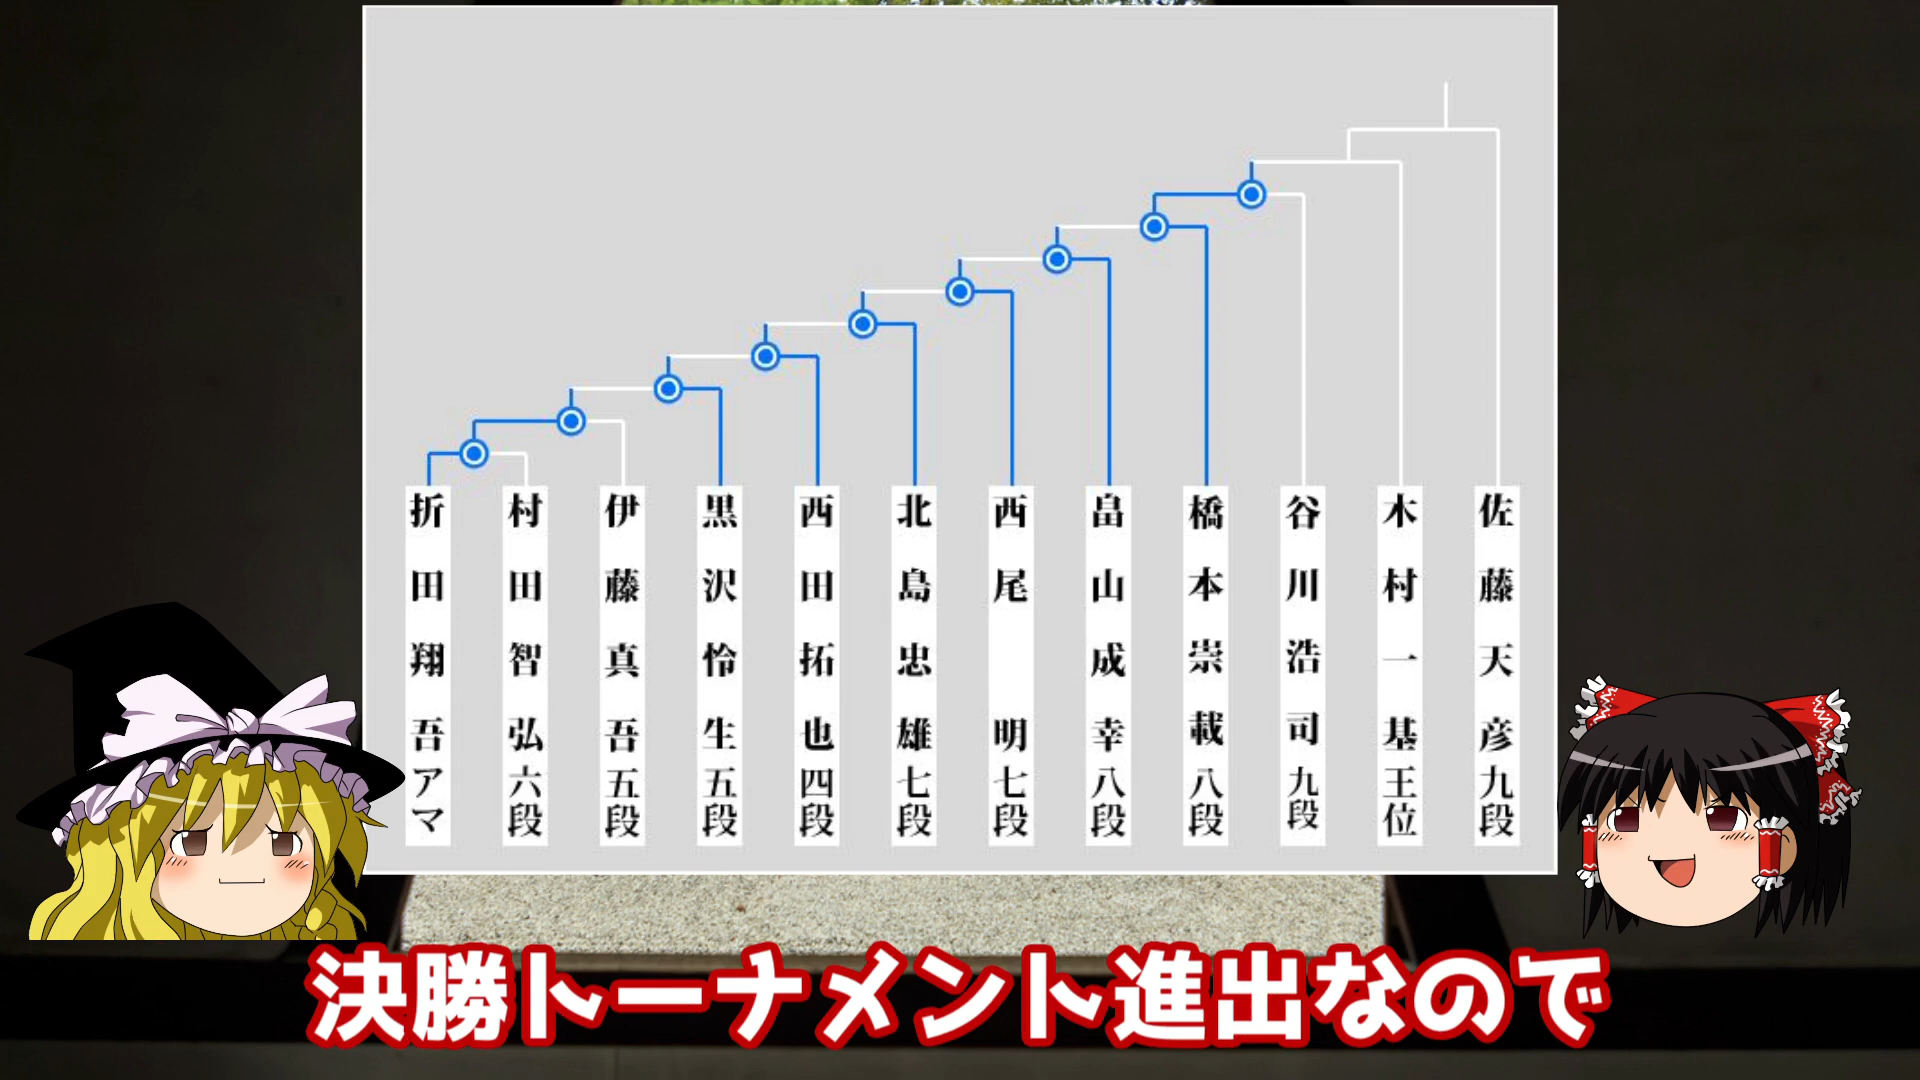 折田翔吾アマ
村田智弘六段
伊藤真吾五段
黒沢怜生五段
西田拓也四段
北島忠雄七段
西尾明七段
畠山成幸八段
橋本崇載八段
谷川浩司九段
木村一基王位
佐藤天彦九段
決勝トーナメント進出なので